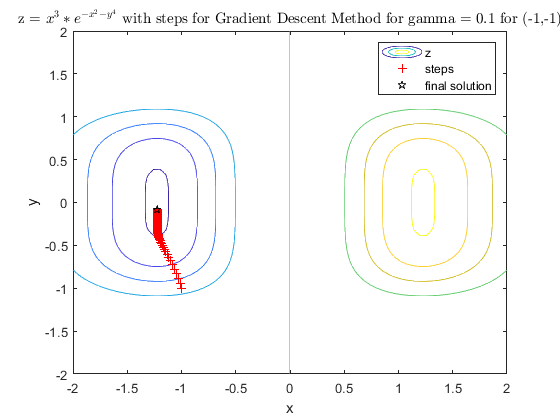 z = x³ * e^{-x²-y⁴} with steps for Gradient Descent Method for gamma = 0.1 for (-1,-1)
2
z
steps
final solution
1.5
1
0.5
0
y
-0.5
-1
-1.5
-2
-2 -1.5 -1 -0.5 0 0.5 1 1.5 2
x